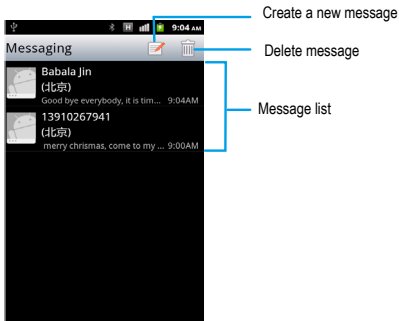 Create a new message
H 9:04 AM
Messaging
Delete message
Babala Jin
(北京)
Good bye everybody, it is tim... 9:04AM
Message list
13910267941
(北京)
merry chrismas, come to my ... 9:00AM